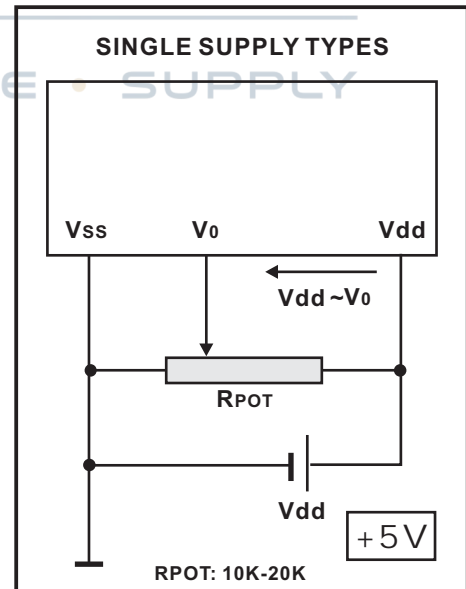 SINGLE SUPPLY TYPES
E • SUPPLY
Vss V0 Vdd
Vdd ~V0
RPOT
Vdd
+5V
RPOT: 10K-20K